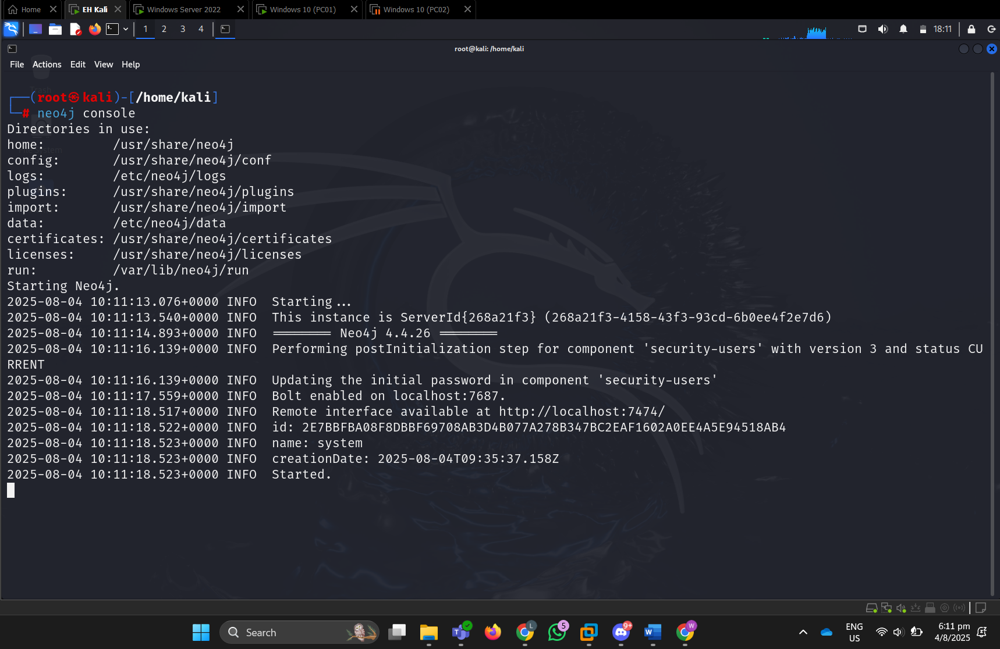 Home
EH Kali
Windows Server 2022
Windows 10 (PC01)
Windows 10 (PC02)
1 2 3 4
18:11
root@kali: /home/kali
File Actions Edit View Help
Trash
┌──(root㉿kali)-[/home/kali]
└─# neo4j console
Directories in use:
home: /usr/share/neo4j
config: /usr/share/neo4j/conf
logs: /etc/neo4j/logs
plugins: /usr/share/neo4j/plugins
import: /usr/share/neo4j/import
data: /etc/neo4j/data
certificates: /usr/share/neo4j/certificates
licenses: /usr/share/neo4j/licenses
run: /var/lib/neo4j/run
Starting Neo4j.
2025-08-04 10:11:13.076+0000 INFO Starting...
2025-08-04 10:11:13.540+0000 INFO This instance is ServerId{268a21f3} (268a21f3-4158-43f3-93cd-6b0ee4f2e7d6)
2025-08-04 10:11:14.893+0000 INFO ======== Neo4j 4.4.26 ========
2025-08-04 10:11:16.139+0000 INFO Performing postInitialization step for component 'security-users' with version 3 and status CU
RRENT
2025-08-04 10:11:16.139+0000 INFO Updating the initial password in component 'security-users'
2025-08-04 10:11:17.559+0000 INFO Bolt enabled on localhost:7687.
2025-08-04 10:11:18.517+0000 INFO Remote interface available at http://localhost:7474/
2025-08-04 10:11:18.522+0000 INFO id: 2E7BBFBA08F8DBBF69708AB3D4B077A278B347BC2EAF1602A0EE4A5E94518AB4
2025-08-04 10:11:18.523+0000 INFO name: system
2025-08-04 10:11:18.523+0000 INFO creationDate: 2025-08-04T09:35:37.158Z
2025-08-04 10:11:18.523+0000 INFO Started.
Search
L
5
9+
W
ENG
US
6:11 pm
4/8/2025